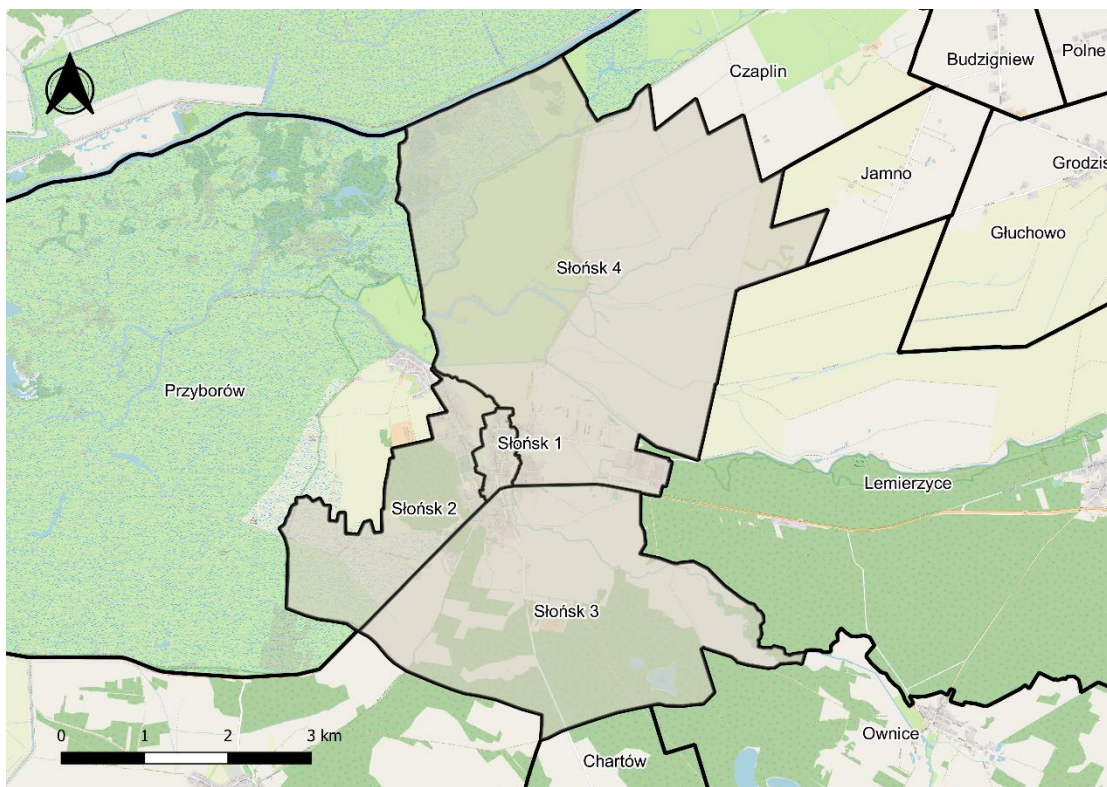 Czaplin
Budzigniew
Polne
Jamno
Grodzis
Głuchowo
Słońsk 4
Przyborów
Słońsk 1
Lemierzyce
Słońsk 2
Słońsk 3
Ownice
Chartów
0 1 2 3 km